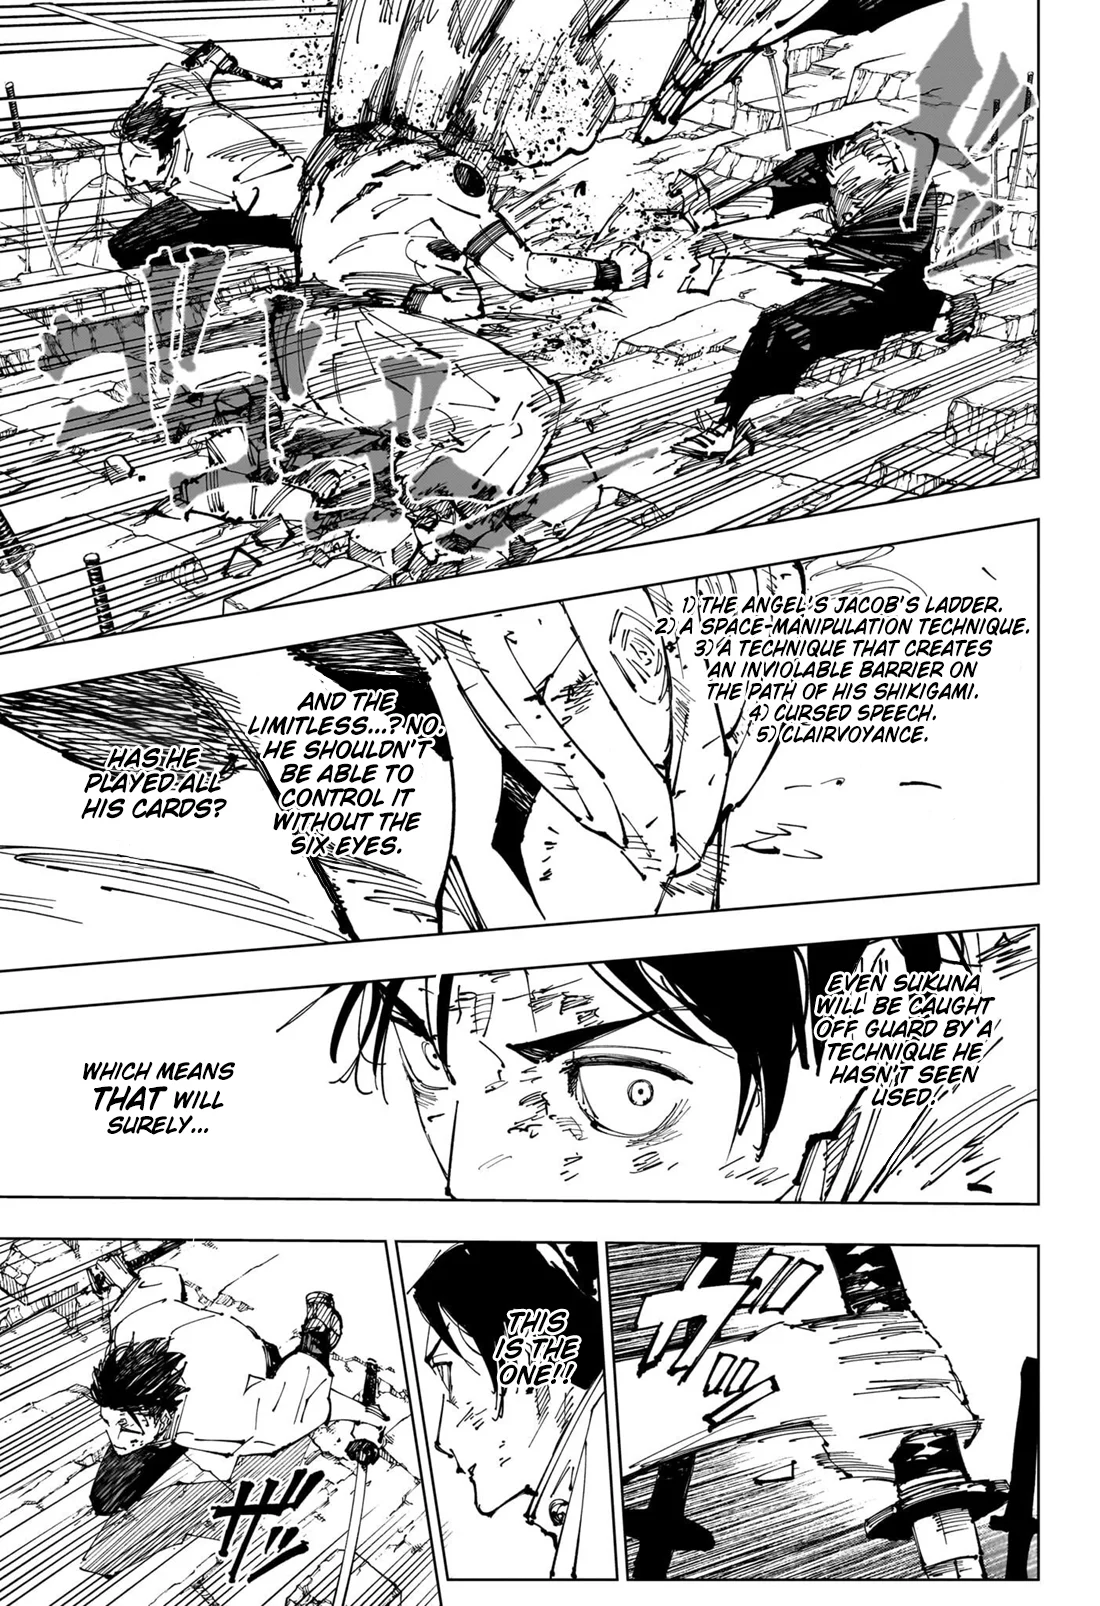 1) THE ANGEL'S JACOB'S LADDER.
2) A SPACE-MANIPULATION TECHNIQUE.
3) A TECHNIQUE THAT CREATES
AN INVIOLABLE BARRIER ON
THE PATH OF HIS SHIKIGAMI.
4) CURSED SPEECH.
5) CLAIRVOYANCE.
AND THE
LIMITLESS...? NO.
HE SHOULDN'T
BE ABLE TO
CONTROL IT
WITHOUT THE
SIX EYES.
HAS HE
PLAYED ALL
HIS CARDS?
EVEN SUKUNA
WILL BE CAUGHT
OFF GUARD BY A
TECHNIQUE HE
HASN'T SEEN
USED!
WHICH MEANS
THAT WILL
SURELY...
THIS
IS THE
ONE!!